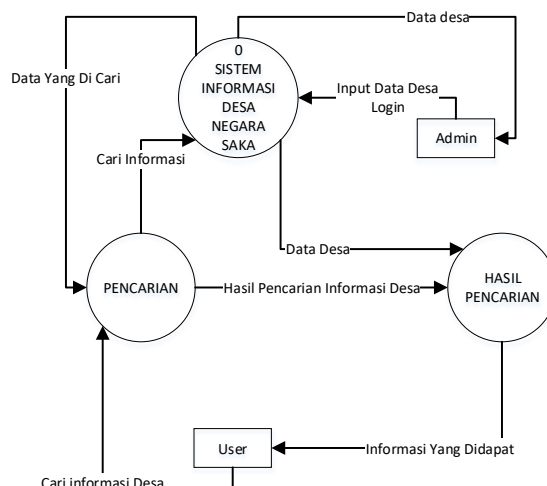 Data desa
0
SISTEM
INFORMASI
DESA
NEGARA
SAKA
Data Yang Di Cari
Input Data Desa
Login
Admin
Cari Informasi
Data Desa
PENCARIAN
Hasil Pencarian Informasi Desa
HASIL
PENCARIAN
User
Informasi Yang Didapat
Cari informasi Desa